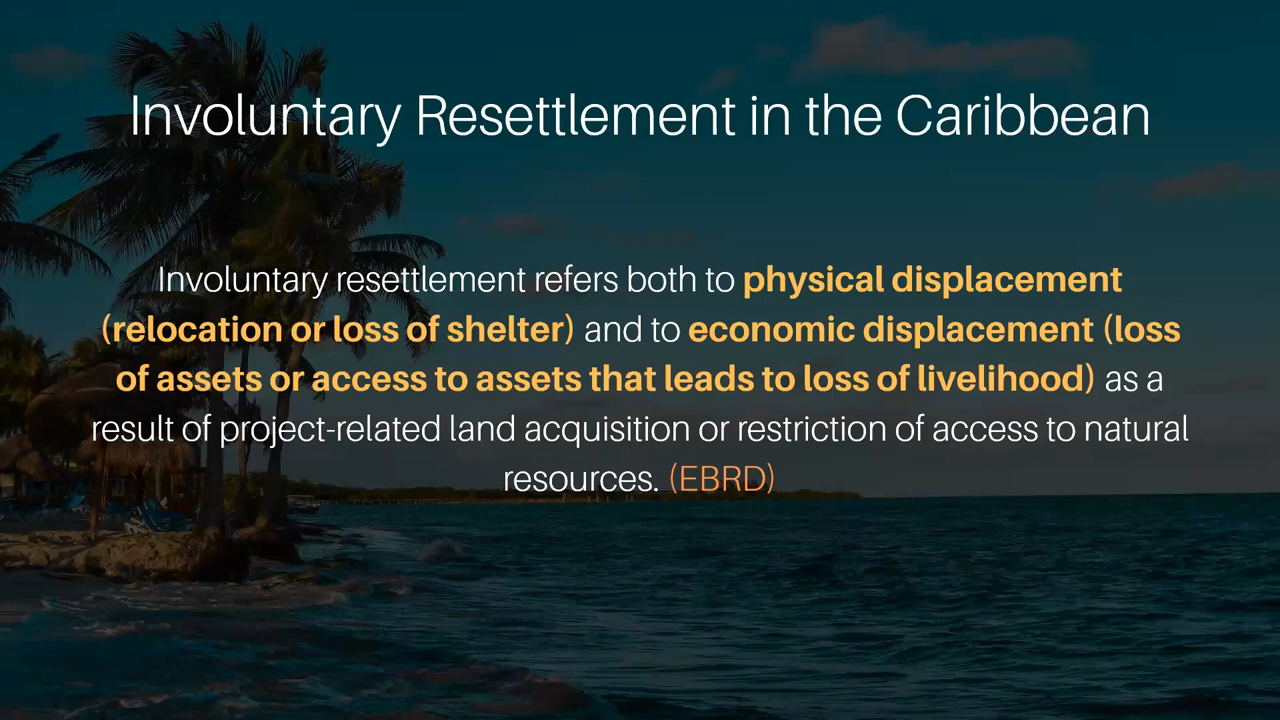 Involuntary Resettlement in the Caribbean
Involuntary resettlement refers both to physical displacement
(relocation or loss of shelter) and to economic displacement (loss
of assets or access to assets that leads to loss of livelihood) as a
result of project-related land acquisition or restriction of access to natural
resources. (EBRD)